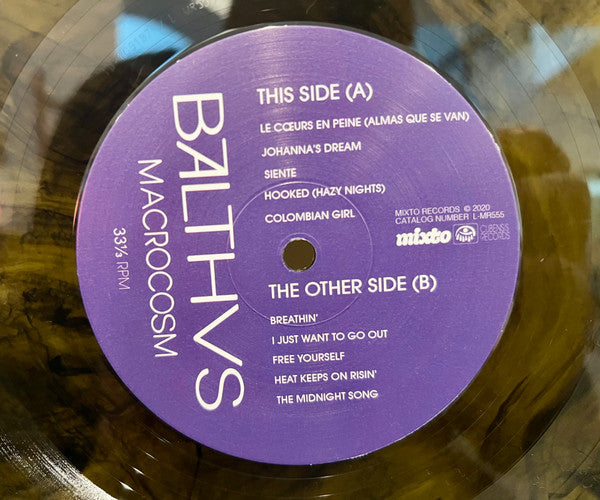 BALTHVS
MACROCOSM
33⅓ RPM
THIS SIDE (A)
LE CŒURS EN PEINE (ALMAS QUE SE VAN)
JOHANNA'S DREAM
SIENTE
HOOKED (HAZY NIGHTS)
COLOMBIAN GIRL
MIXTO RECORDS © 2020
CATALOG NUMBER L-MR555
mixto
RECORDS
THE OTHER SIDE (B)
BREATHIN'
I JUST WANT TO GO OUT
FREE YOURSELF
HEAT KEEPS ON RISIN'
THE MIDNIGHT SONG